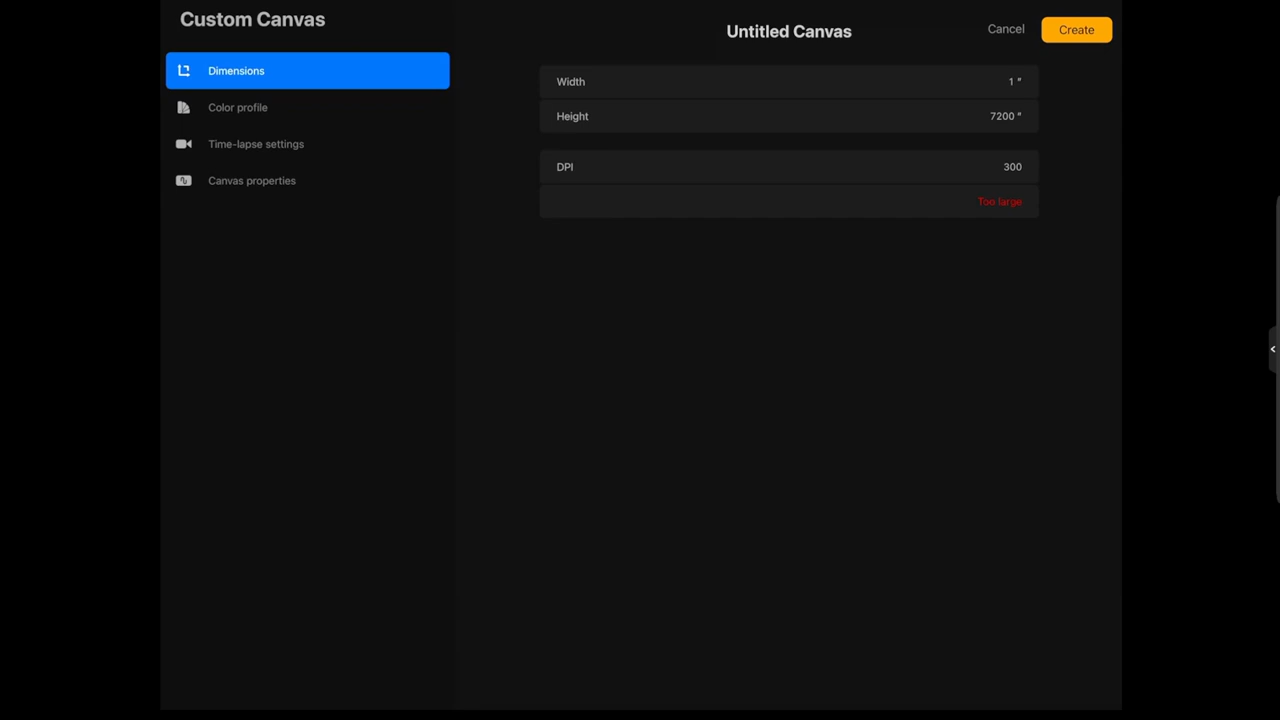 Custom Canvas
Untitled Canvas
Cancel
Create
Dimensions
Color profile
Time-lapse settings
Canvas properties
Width 1 "
Height 7200 "
DPI 300
Too large